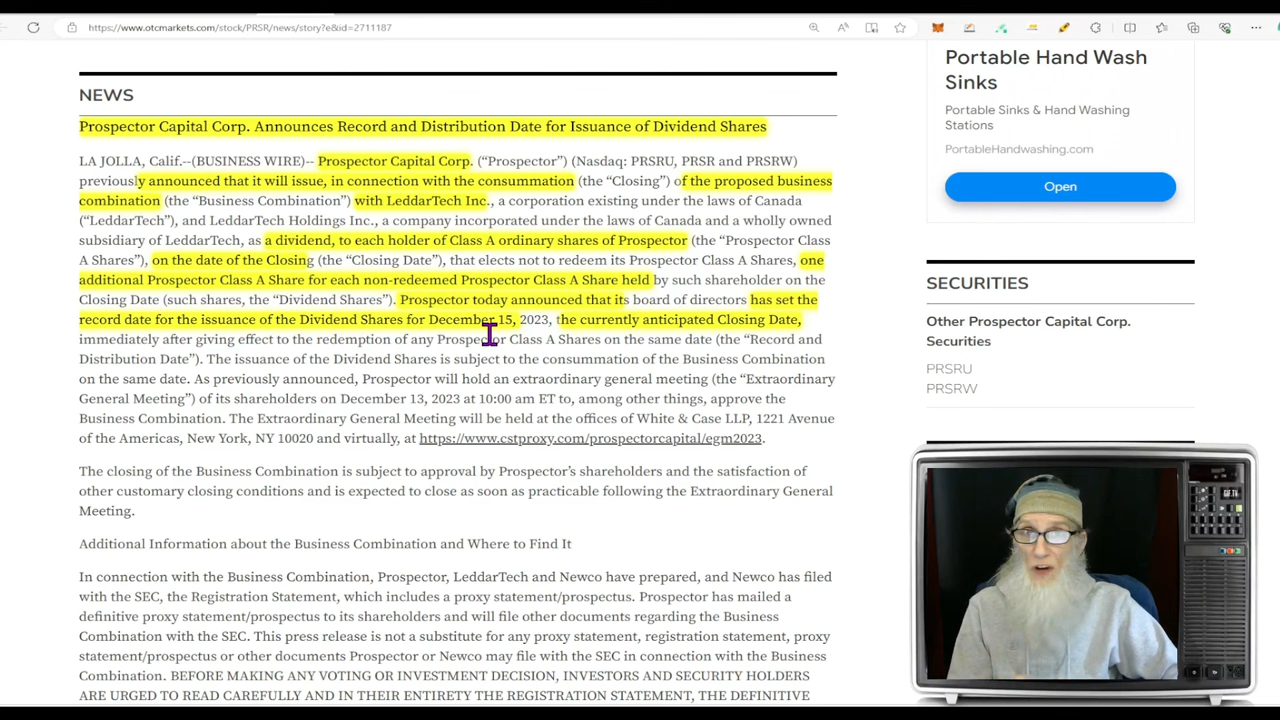 https://www.otcmarkets.com/stock/PRSR/news/story?e&id=2711187
NEWS
Prospector Capital Corp. Announces Record and Distribution Date for Issuance of Dividend Shares
LA JOLLA, Calif.--(BUSINESS WIRE)-- Prospector Capital Corp. (“Prospector”) (Nasdaq: PRSRU, PRSR and PRSRW)
previously announced that it will issue, in connection with the consummation (the “Closing”) of the proposed business
combination (the “Business Combination”) with LeddarTech Inc., a corporation existing under the laws of Canada
(“LeddarTech”), and LeddarTech Holdings Inc., a company incorporated under the laws of Canada and a wholly owned
subsidiary of LeddarTech, as a dividend, to each holder of Class A ordinary shares of Prospector (the “Prospector Class
A Shares”), on the date of the Closing (the “Closing Date”), that elects not to redeem its Prospector Class A Shares, one
additional Prospector Class A Share for each non-redeemed Prospector Class A Share held by such shareholder on the
Closing Date (such shares, the “Dividend Shares”). Prospector today announced that its board of directors has set the
record date for the issuance of the Dividend Shares for December 15, 2023, the currently anticipated Closing Date,
immediately after giving effect to the redemption of any Prospector Class A Shares on the same date (the “Record and
Distribution Date”). The issuance of the Dividend Shares is subject to the consummation of the Business Combination
on the same date. As previously announced, Prospector will hold an extraordinary general meeting (the “Extraordinary
General Meeting”) of its shareholders on December 13, 2023 at 10:00 am ET to, among other things, approve the
Business Combination. The Extraordinary General Meeting will be held at the offices of White & Case LLP, 1221 Avenue
of the Americas, New York, NY 10020 and virtually, at https://www.cstproxy.com/prospectorcapital/egm2023.
The closing of the Business Combination is subject to approval by Prospector’s shareholders and the satisfaction of
other customary closing conditions and is expected to close as soon as practicable following the Extraordinary General
Meeting.
Additional Information about the Business Combination and Where to Find It
In connection with the Business Combination, Prospector, LeddarTech and Newco have prepared, and Newco has filed
with the SEC, the Registration Statement, which includes a proxy statement/prospectus. Prospector has mailed a
definitive proxy statement/prospectus to its shareholders and will file other documents regarding the Business
Combination with the SEC. This press release is not a substitute for any proxy statement, registration statement, proxy
statement/prospectus or other documents Prospector or Newco with the SEC in connection with the Business
Combination. BEFORE MAKING ANY VOTING OR INVESTMENT DECISION, INVESTORS AND SECURITY HOLDERS
ARE URGED TO READ CAREFULLY AND IN THEIR ENTIRETY THE REGISTRATION STATEMENT, THE DEFINITIVE
Portable Hand Wash
Sinks
Portable Sinks & Hand Washing
Stations
PortableHandwashing.com
Open
SECURITIES
Other Prospector Capital Corp.
Securities
PRSRU
PRSRW
GIF.TV